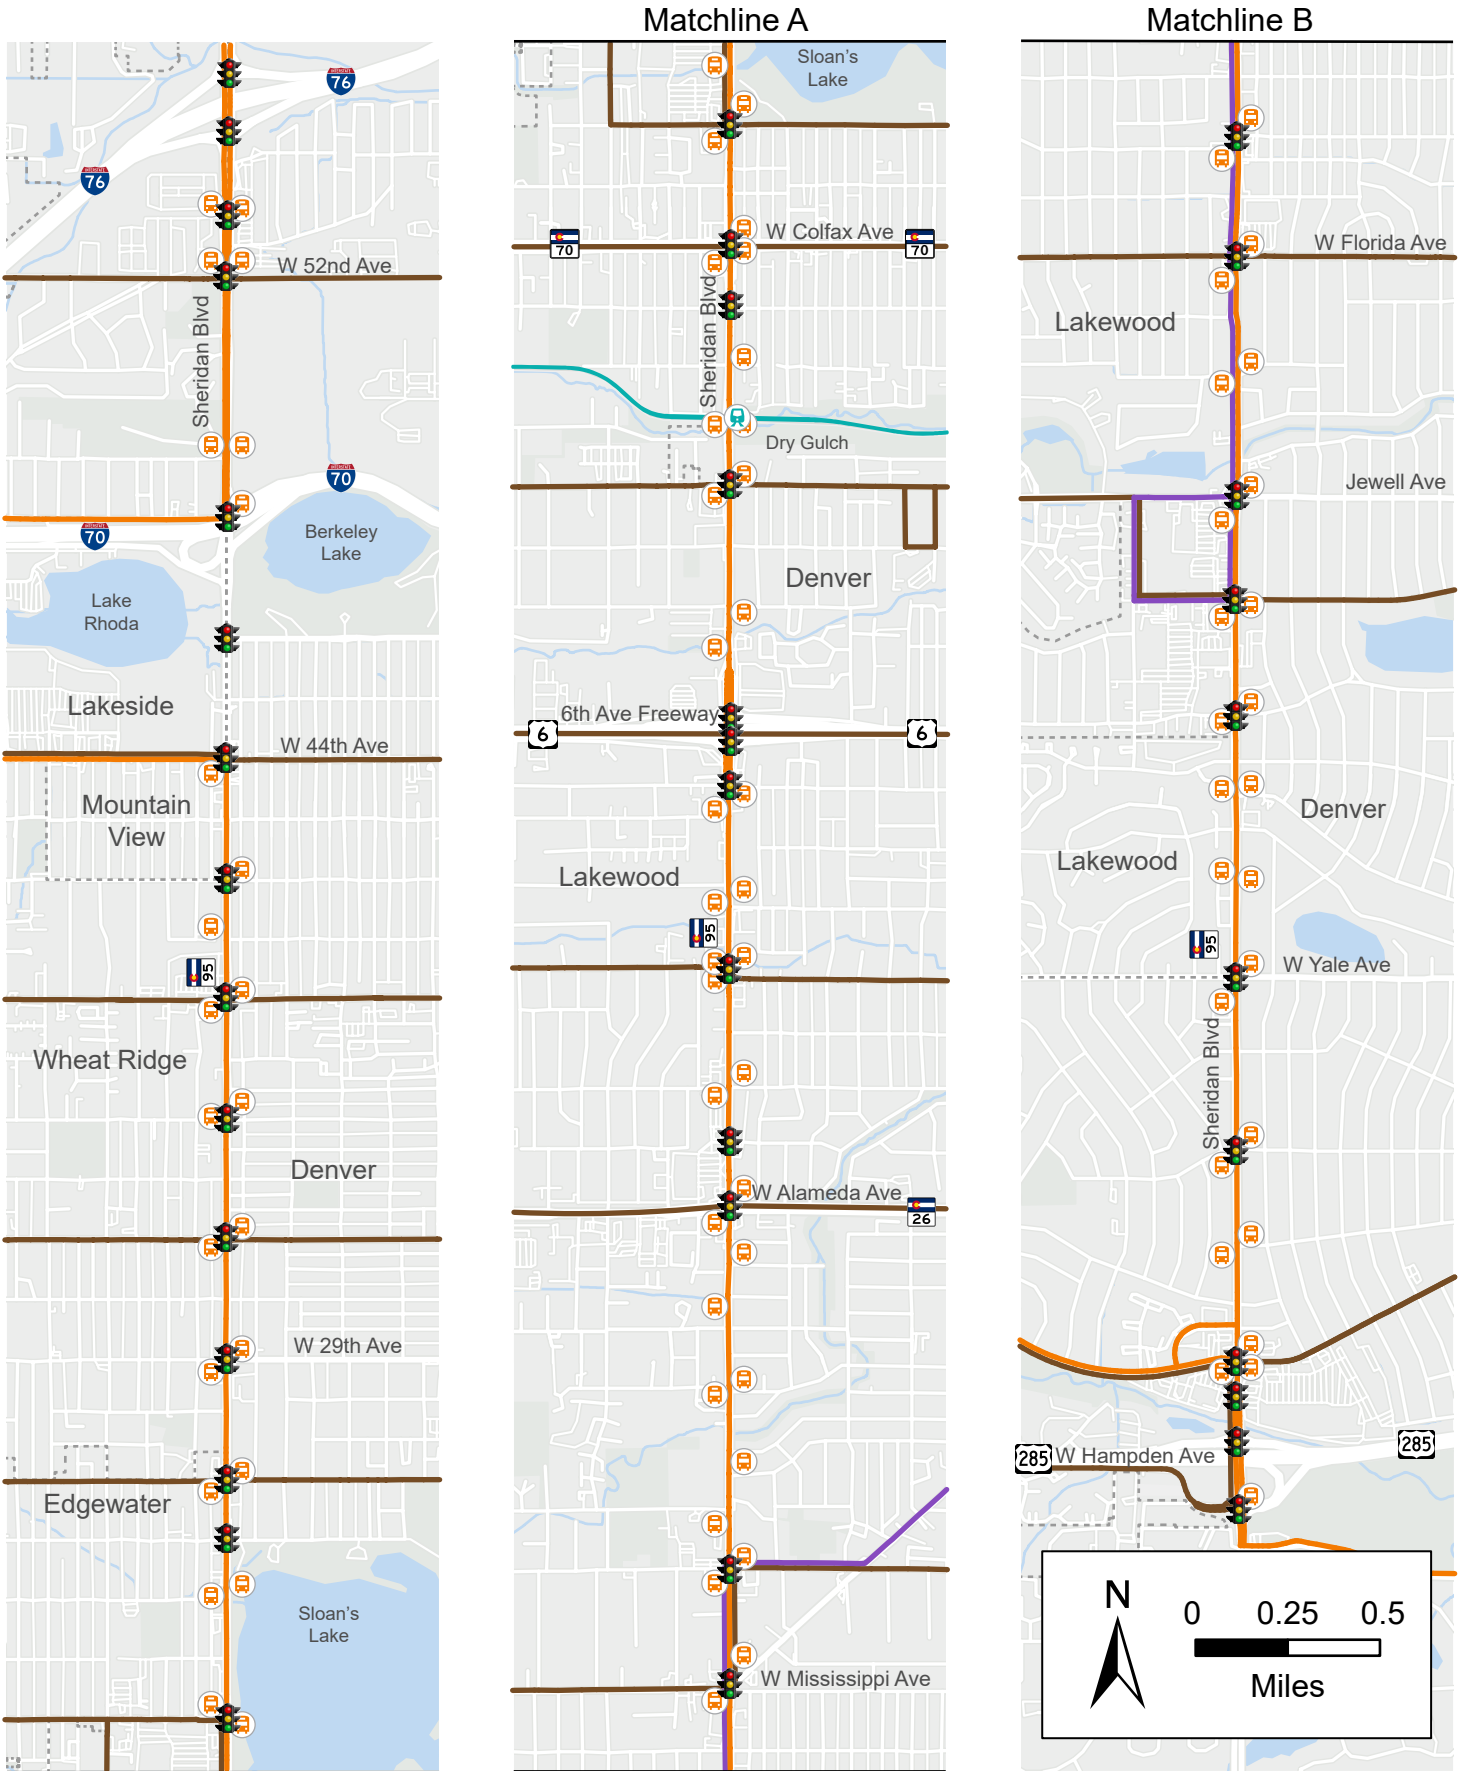 Matchline A
Matchline B
76
76
W 52nd Ave
Sheridan Blvd
70
70
Berkeley
Lake
Lake
Rhoda
Lakeside
W 44th Ave
Mountain
View
95
Wheat Ridge
Denver
W 29th Ave
Edgewater
Sloan's
Lake
Sloan's
Lake
W Colfax Ave
70
70
Sheridan Blvd
Dry Gulch
Denver
6th Ave Freeway
6
6
Lakewood
95
W Alameda Ave
26
W Mississippi Ave
W Florida Ave
Lakewood
Jewell Ave
Denver
Lakewood
95
W Yale Ave
Sheridan Blvd
285
W Hampden Ave
285
N
0 0.25 0.5
Miles